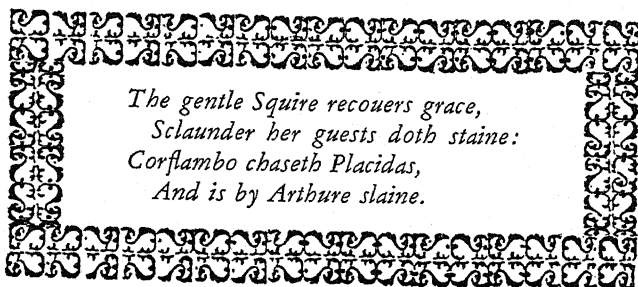 The gentle Squire recouers grace,
Sclaunder her guests doth staine:
Corflambo chaseth Placidas,
And is by Arthure slaine.